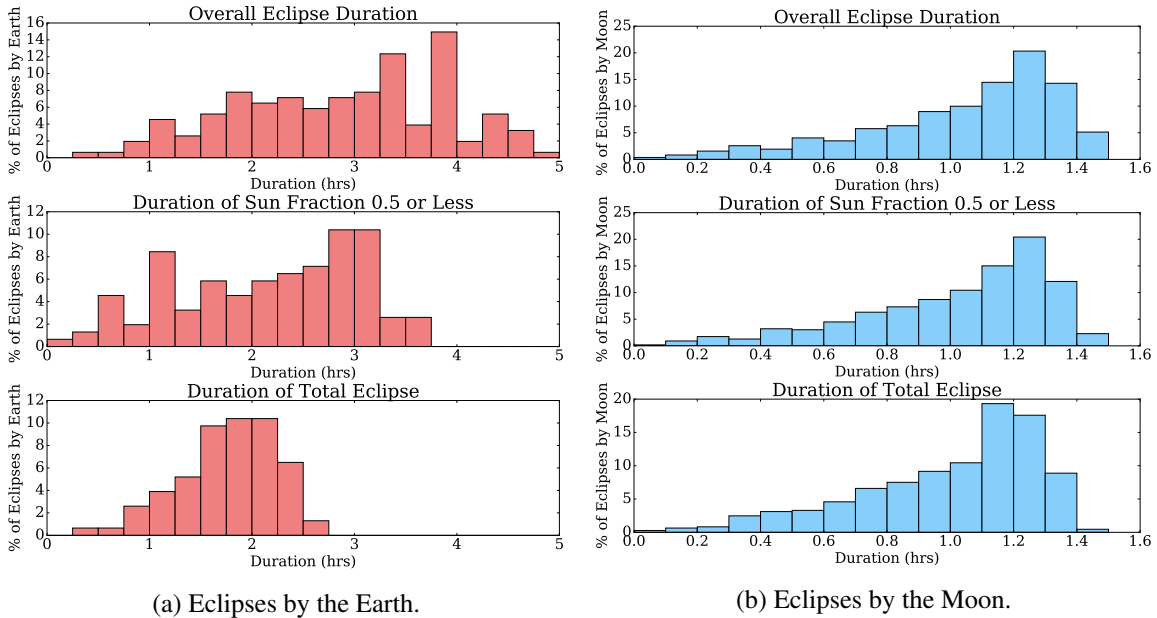 Overall Eclipse Duration
% of Eclipses by Earth
16
14
12
10
8
6
4
2
0
0 1 2 3 4 5
Duration (hrs)
Duration of Sun Fraction 0.5 or Less
% of Eclipses by Earth
12
10
8
6
4
2
0
0 1 2 3 4 5
Duration (hrs)
Duration of Total Eclipse
% of Eclipses by Earth
12
10
8
6
4
2
0
0 1 2 3 4 5
Duration (hrs)
(a) Eclipses by the Earth.
Overall Eclipse Duration
% of Eclipses by Moon
25
20
15
10
5
0
0.0 0.2 0.4 0.6 0.8 1.0 1.2 1.4 1.6
Duration (hrs)
Duration of Sun Fraction 0.5 or Less
% of Eclipses by Moon
25
20
15
10
5
0
0.0 0.2 0.4 0.6 0.8 1.0 1.2 1.4 1.6
Duration (hrs)
Duration of Total Eclipse
% of Eclipses by Moon
20
15
10
5
0
0.0 0.2 0.4 0.6 0.8 1.0 1.2 1.4 1.6
Duration (hrs)
(b) Eclipses by the Moon.